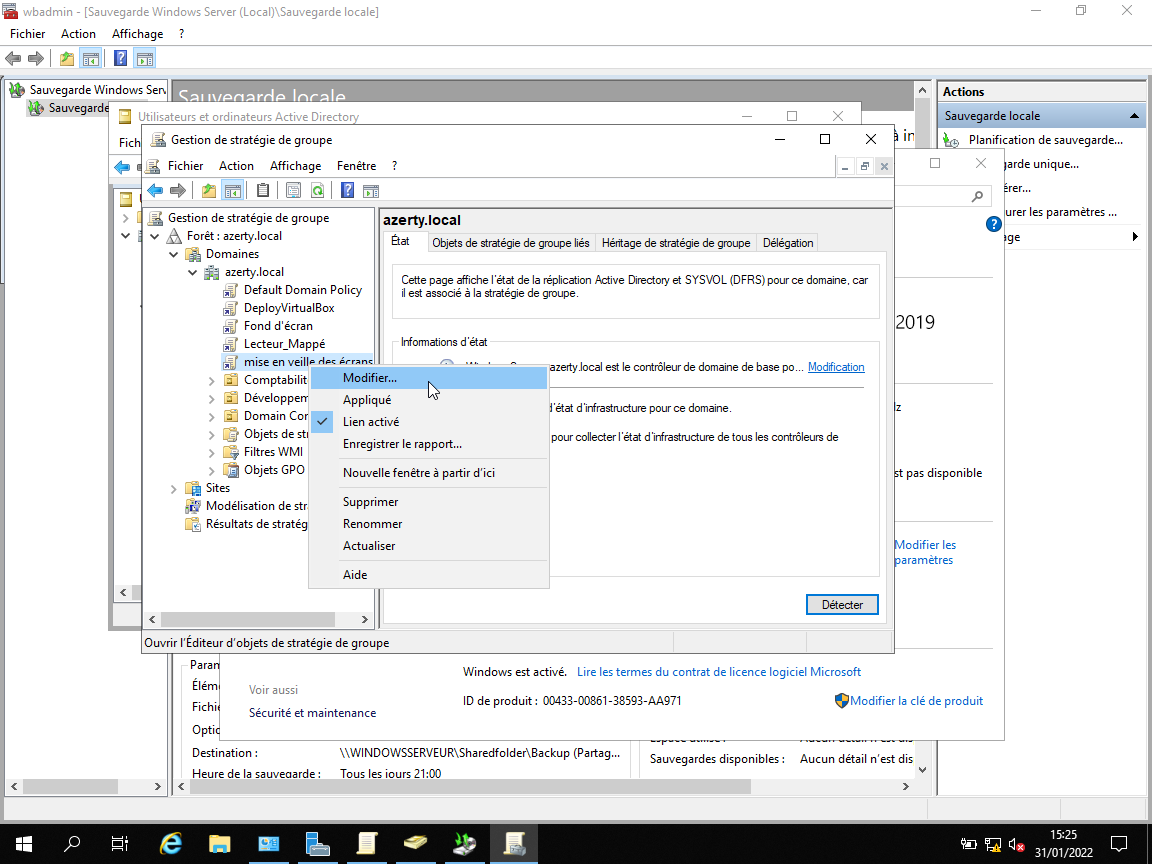 wbadmin - [Sauvegarde Windows Server (Local)\Sauvegarde locale]
Fichier Action Affichage ?
Sauvegarde Windows Serv
Sauvegarde
Sauvegarde locale
Actions
Sauvegarde locale
Planification de sauvegarde...
garde unique...
érer...
urer les paramètres ...
age
Utilisateurs et ordinateurs Active Directory
Fich
à in
Gestion de stratégie de groupe
Fichier Action Affichage Fenêtre ?
Gestion de stratégie de groupe
Forêt : azerty.local
Domaines
azerty.local
Default Domain Policy
DeployVirtualBox
Fond d'écran
Lecteur_Mappé
mise en veille des écrans
Comptabilit
Développem
Domain Con
Objets de str
Filtres WMI
Objets GPO
Sites
Modélisation de str
Résultats de stratég
azerty.local
État
Objets de stratégie de groupe liés
Héritage de stratégie de groupe
Délégation
Cette page affiche l'état de la réplication Active Directory et SYSVOL (DFRS) pour ce domaine, car
il est associé à la stratégie de groupe.
Informations d'état
azerty.local est le contrôleur de domaine de base po... Modification
d'état d'infrastructure pour ce domaine.
pour collecter l'état d'infrastructure de tous les contrôleurs de
Détecter
Modifier...
Appliqué
Lien activé
Enregistrer le rapport...
Nouvelle fenêtre à partir d'ici
Supprimer
Renommer
Actualiser
Aide
Ouvrir l'Éditeur d'objets de stratégie de groupe
2019
est pas disponible
Modifier les
paramètres
Windows est activé. Lire les termes du contrat de licence logiciel Microsoft
ID de produit : 00433-00861-38593-AA971
Modifier la clé de produit
Voir aussi
Sécurité et maintenance
Param
Éléme
Fichie
Optio
Destination : \\WINDOWSSERVEUR\Sharedfolder\Backup (Partag...
Heure de la sauvegarde : Tous les jours 21:00
Espace utilisé : Aucun détail n'est dis
Sauvegardes disponibles : Aucun détail n'est dis
15:25
31/01/2022